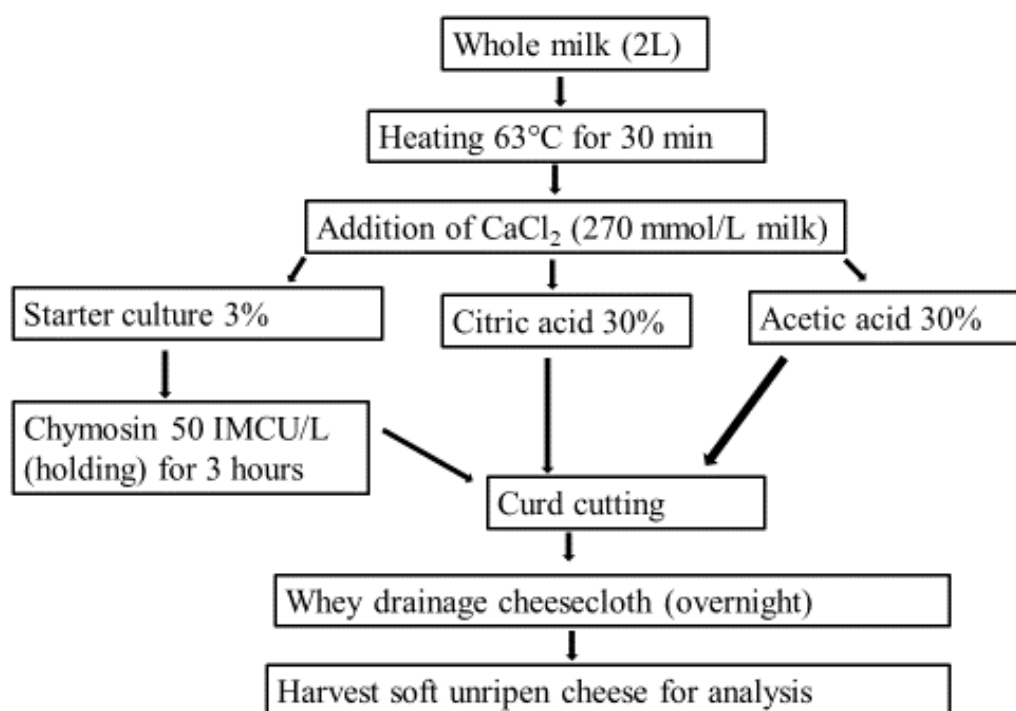 Whole milk (2L)
Heating 63°C for 30 min
Addition of CaCl₂ (270 mmol/L milk)
Starter culture 3%
Citric acid 30%
Acetic acid 30%
Chymosin 50 IMCU/L
(holding) for 3 hours
Curd cutting
Whey drainage cheesecloth (overnight)
Harvest soft unripen cheese for analysis